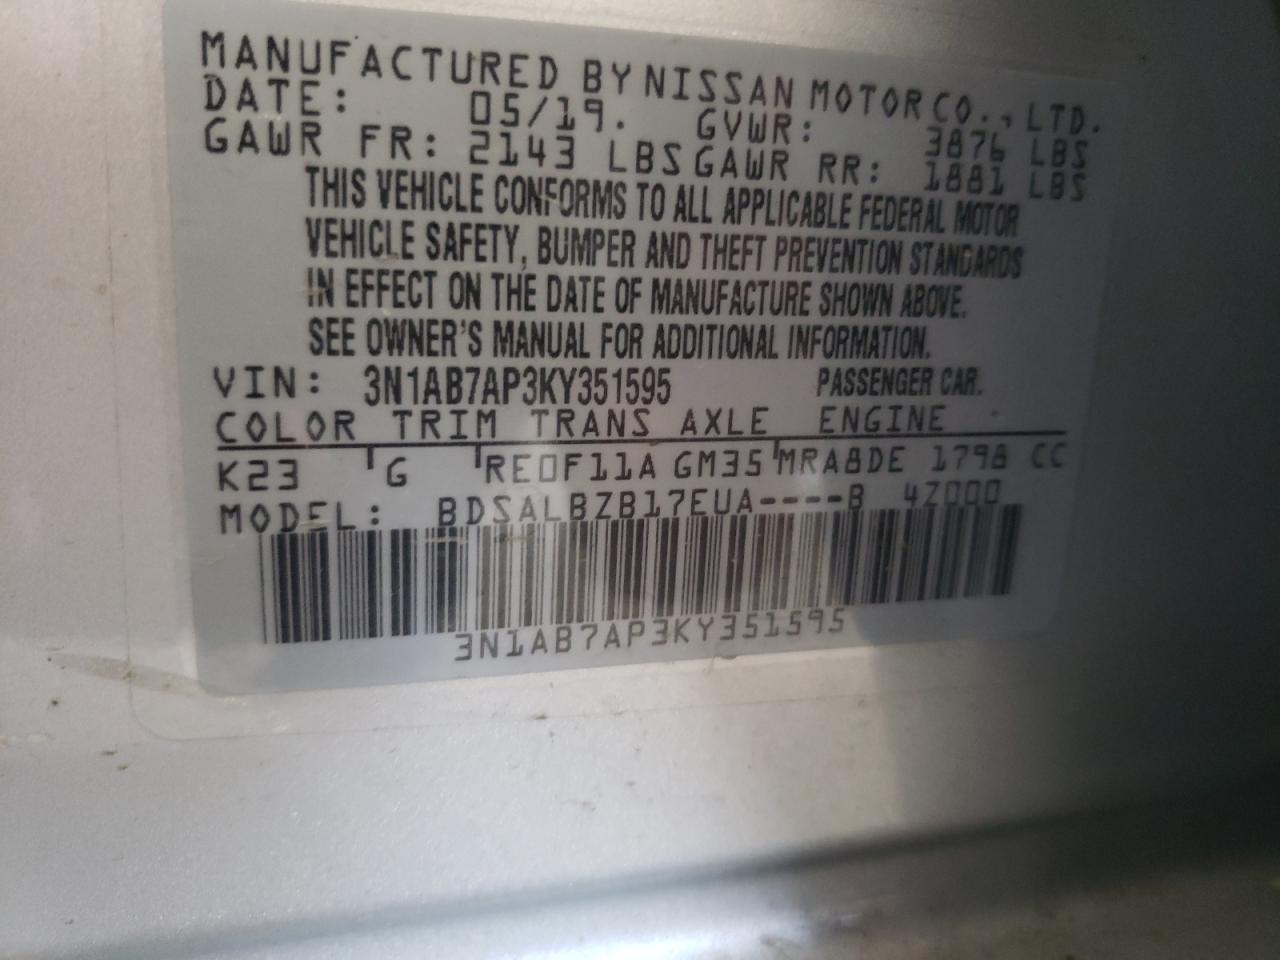 MANUFACTURED BY NISSAN MOTOR CO., LTD.
DATE: 05/19. GVWR: 3876 LBS
GAWR FR: 2143 LBS GAWR RR: 1881 LBS
THIS VEHICLE CONFORMS TO ALL APPLICABLE FEDERAL MOTOR
VEHICLE SAFETY, BUMPER AND THEFT PREVENTION STANDARDS
IN EFFECT ON THE DATE OF MANUFACTURE SHOWN ABOVE.
SEE OWNER'S MANUAL FOR ADDITIONAL INFORMATION.
VIN: 3N1AB7AP3KY351595 PASSENGER CAR.
COLOR TRIM TRANS AXLE ENGINE
K23 G RE0F11A GM35 MRA8DE 1798 CC
MODEL: BDSALBZB17EUA----B 4Z000
3N1AB7AP3KY351595